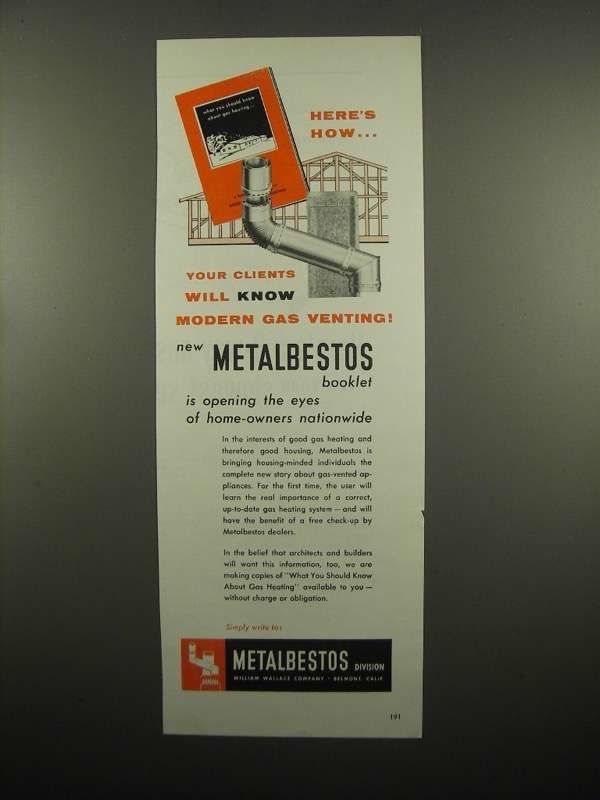 what you should know
about gas heating...
HERE'S
HOW...
YOUR CLIENTS
WILL KNOW
MODERN GAS VENTING!
new METALBESTOS
booklet
is opening the eyes
of home-owners nationwide
In the interests of good gas heating and
therefore good housing, Metalbestos is
bringing housing-minded individuals the
complete new story about gas-vented ap-
pliances. For the first time, the user will
learn the real importance of a correct,
up-to-date gas heating system — and will
have the benefit of a free check-up by
Metalbestos dealers.
In the belief that architects and builders
will want this information, too, we are
making copies of "What You Should Know
About Gas Heating" available to you —
without charge or obligation.
Simply write to:
METALBESTOS DIVISION
WILLIAM WALLACE COMPANY · BELMONT, CALIF.
191